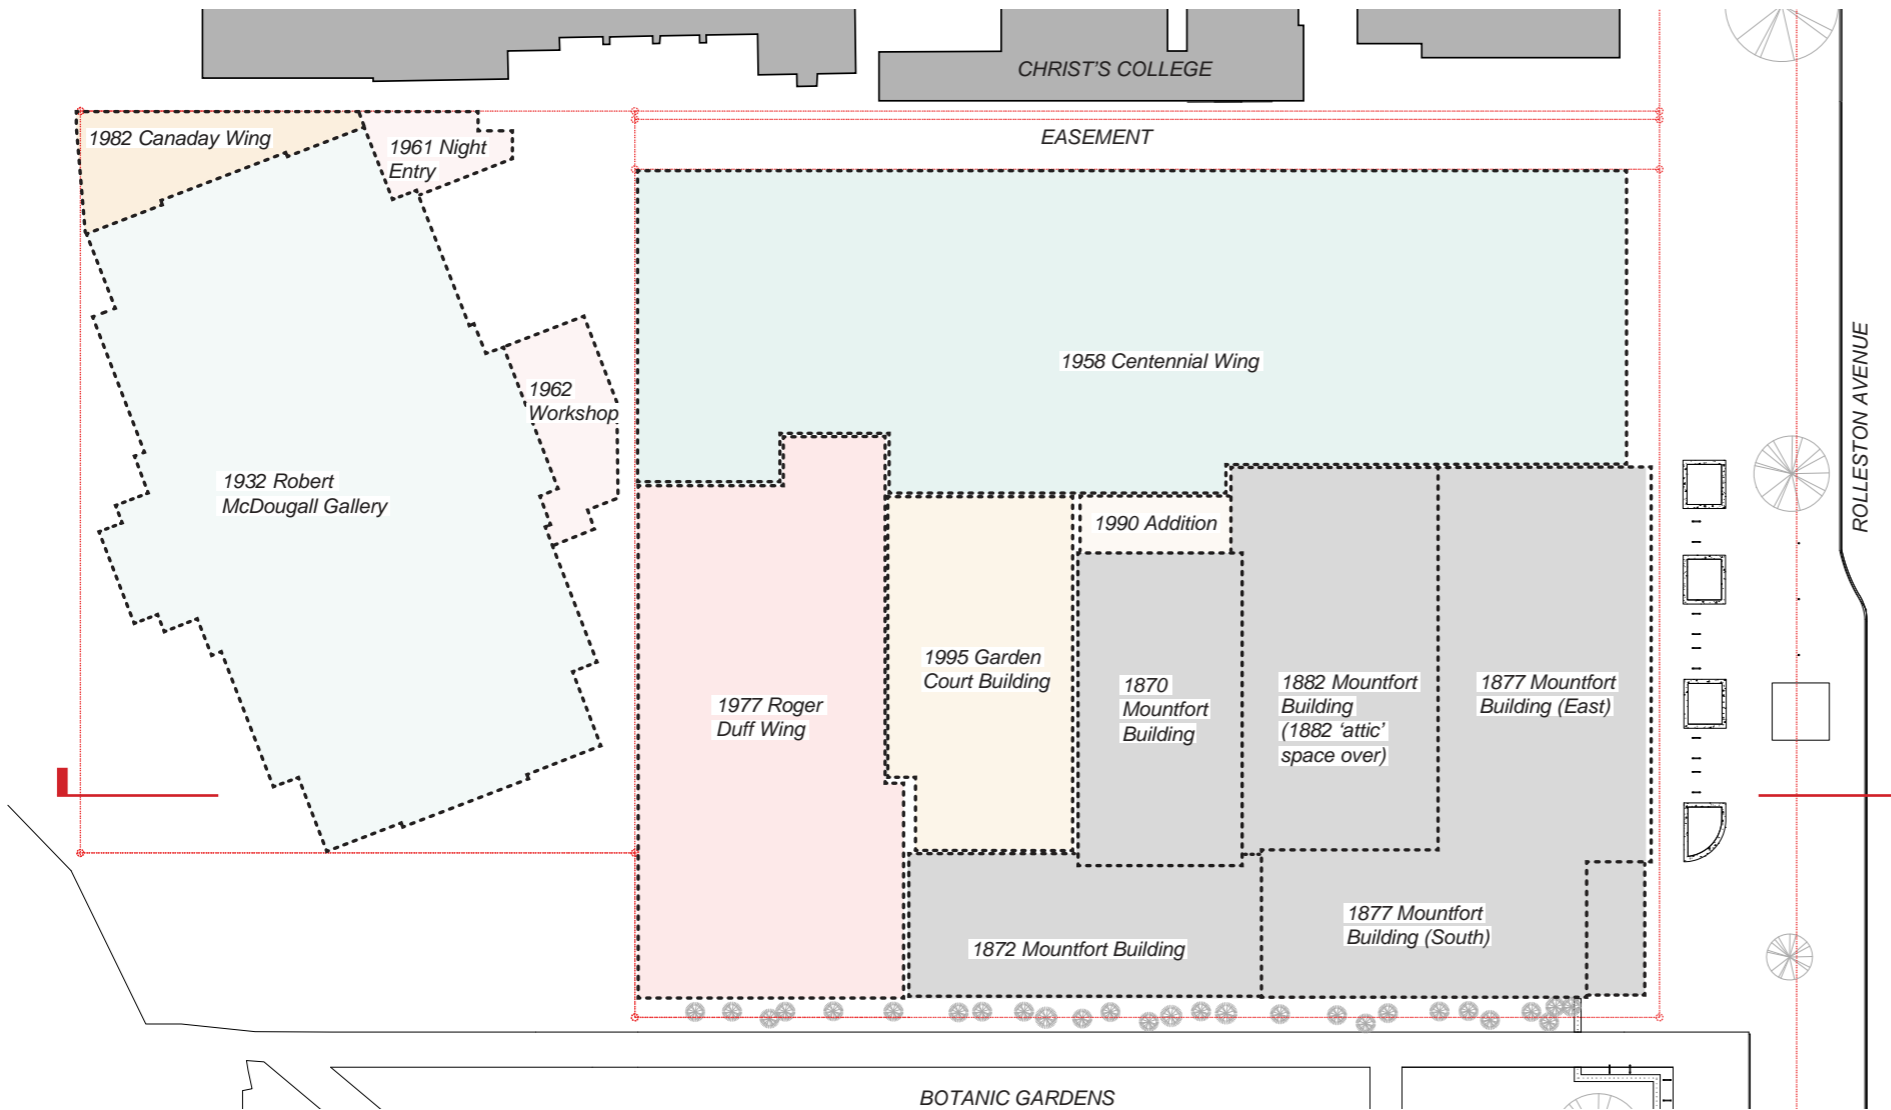 CHRIST'S COLLEGE
EASEMENT
1982 Canaday Wing
1961 Night
Entry
1958 Centennial Wing
1962
Workshop
1932 Robert
McDougall Gallery
1990 Addition
1995 Garden
Court Building
1977 Roger
Duff Wing
1870
Mountfort
Building
1882 Mountfort
Building
(1882 ‘attic’
space over)
1877 Mountfort
Building (East)
1872 Mountfort Building
1877 Mountfort
Building (South)
ROLLESTON AVENUE
BOTANIC GARDENS